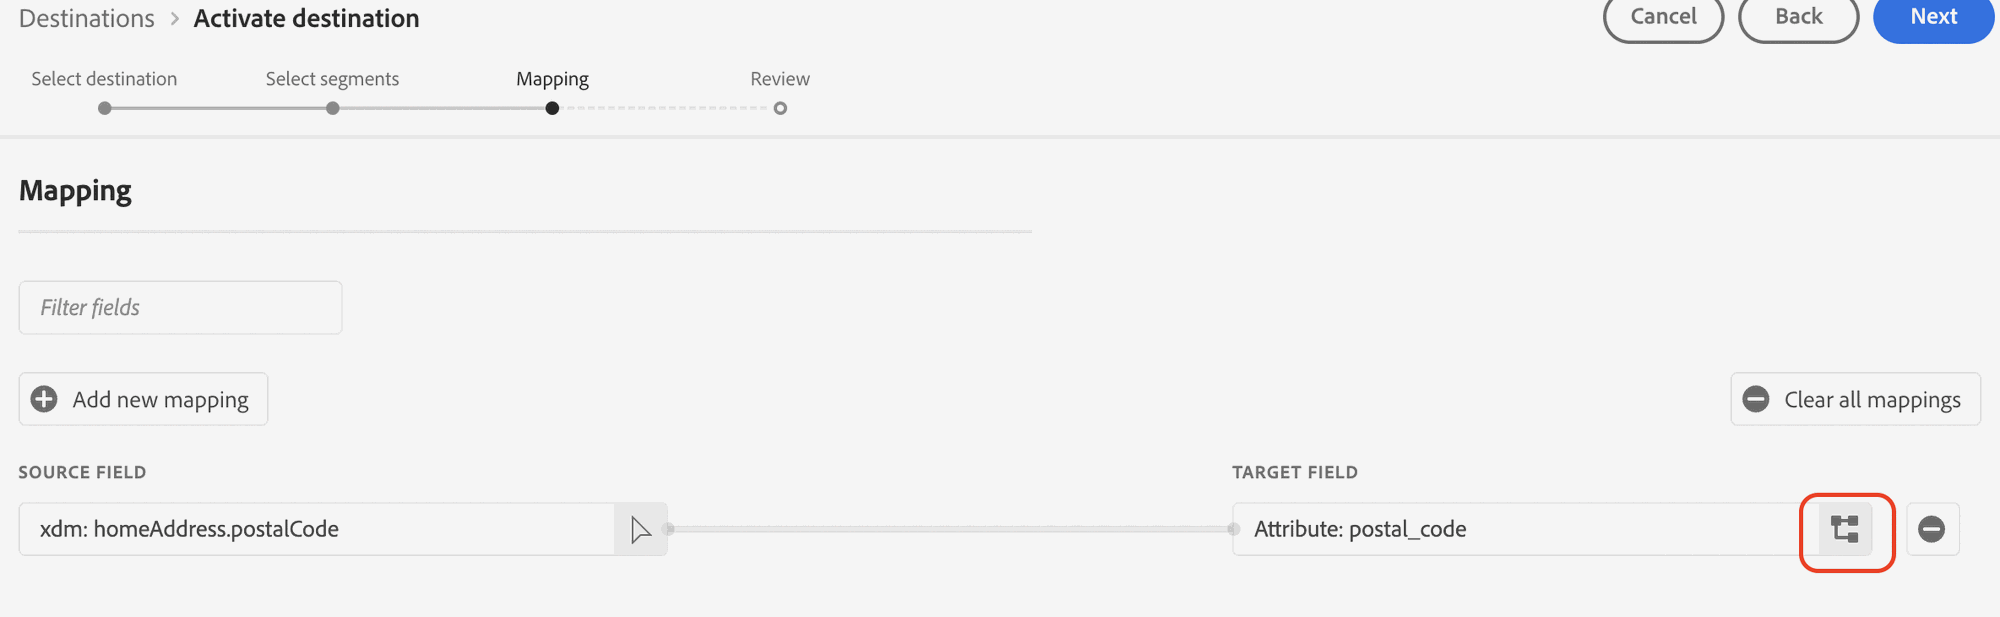 Destinations > Activate destination
Cancel Back Next
Select destination Select segments Mapping Review
Mapping
Filter fields
Add new mapping Clear all mappings
SOURCE FIELD TARGET FIELD
xdm: homeAddress.postalCode Attribute: postal_code